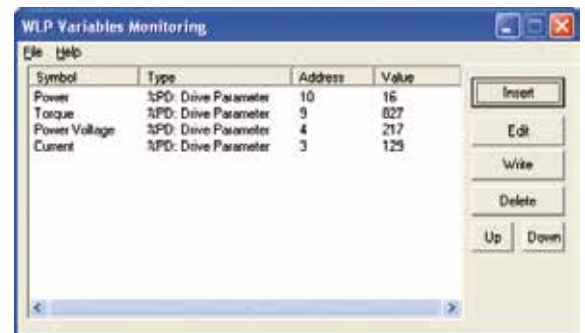 WLP Variables Monitoring
File Help
Symbol Type Address Value
Power %PD: Drive Parameter 10 16
Torque %PD: Drive Parameter 9 827
Power Voltage %PD: Drive Parameter 4 217
Current %PD: Drive Parameter 3 129
Insert
Edit
Write
Delete
Up Down